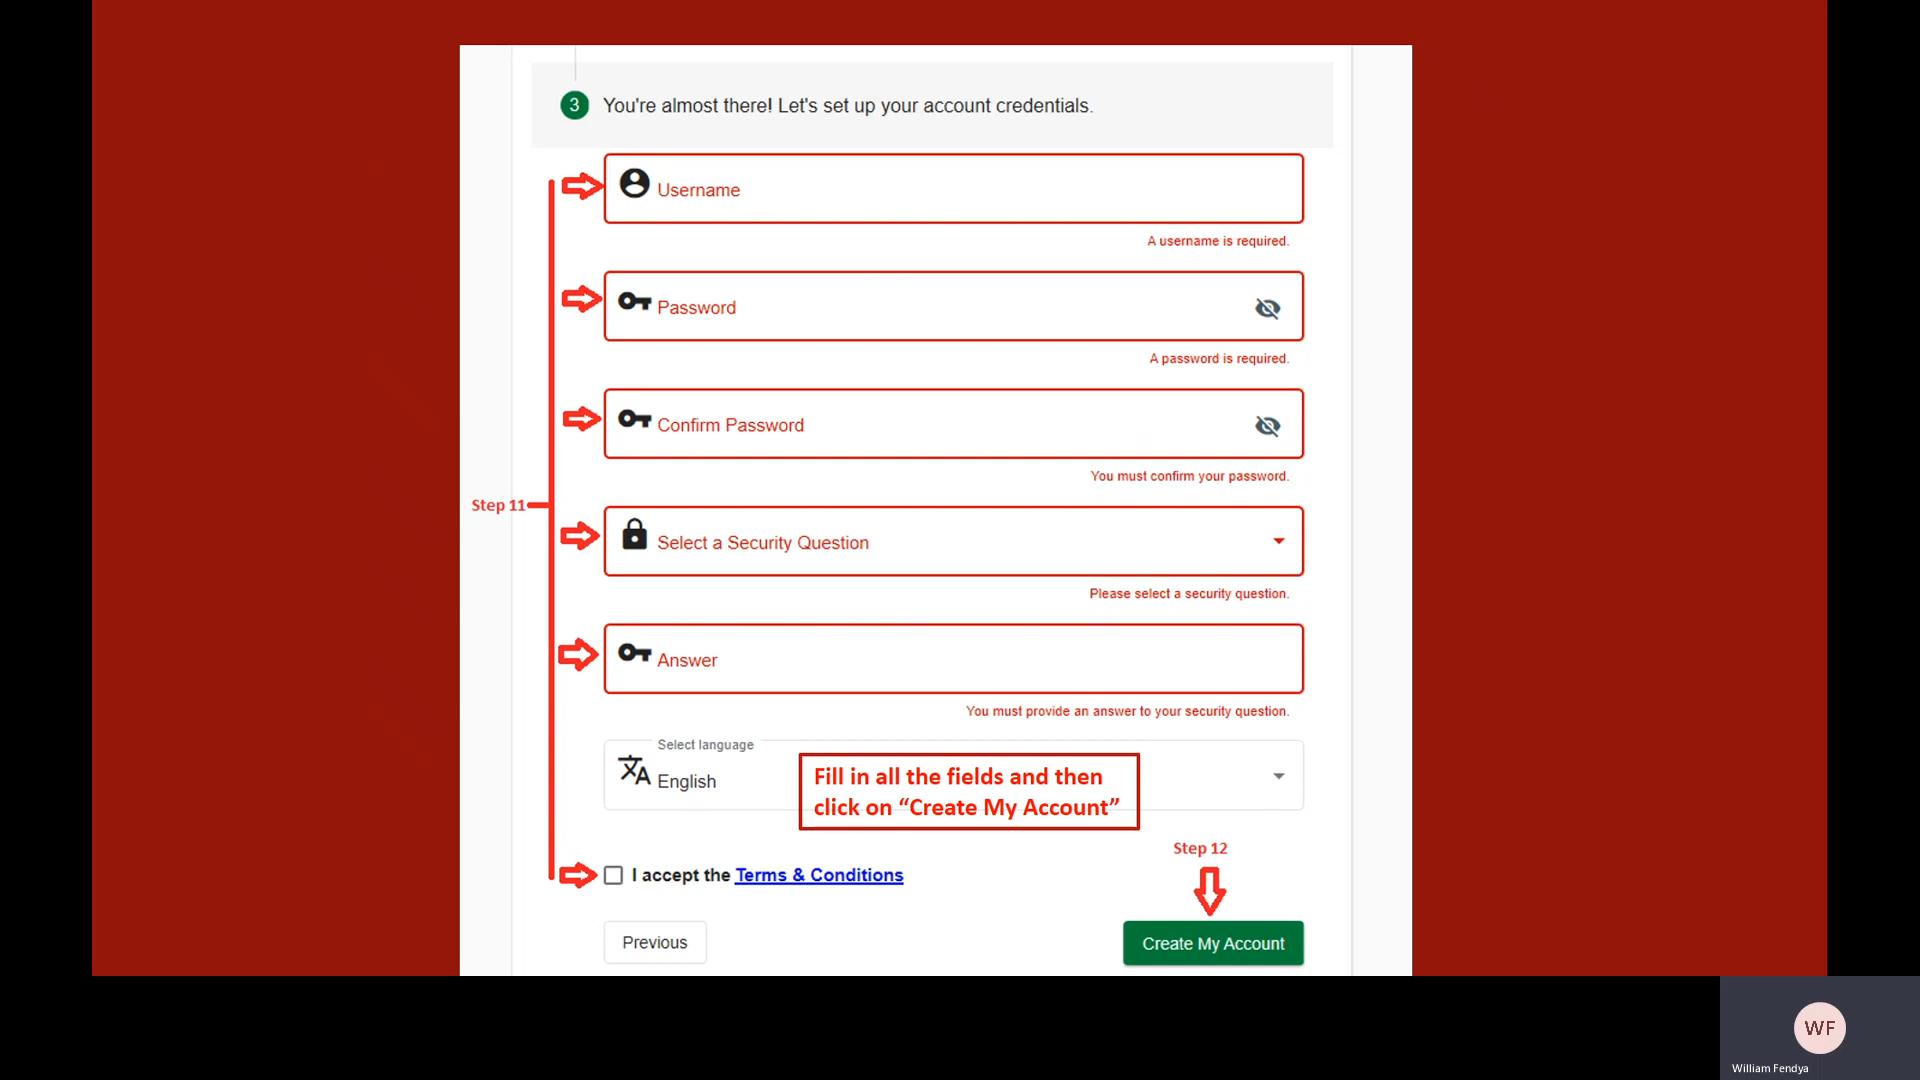 3 You're almost there! Let's set up your account credentials.
Username
A username is required.
Password
A password is required.
Confirm Password
You must confirm your password.
Step 11
Select a Security Question
Please select a security question.
Answer
You must provide an answer to your security question.
Select language
English
Fill in all the fields and then
click on “Create My Account”
Step 12
I accept the Terms & Conditions
Previous
Create My Account
WF
William Fendya